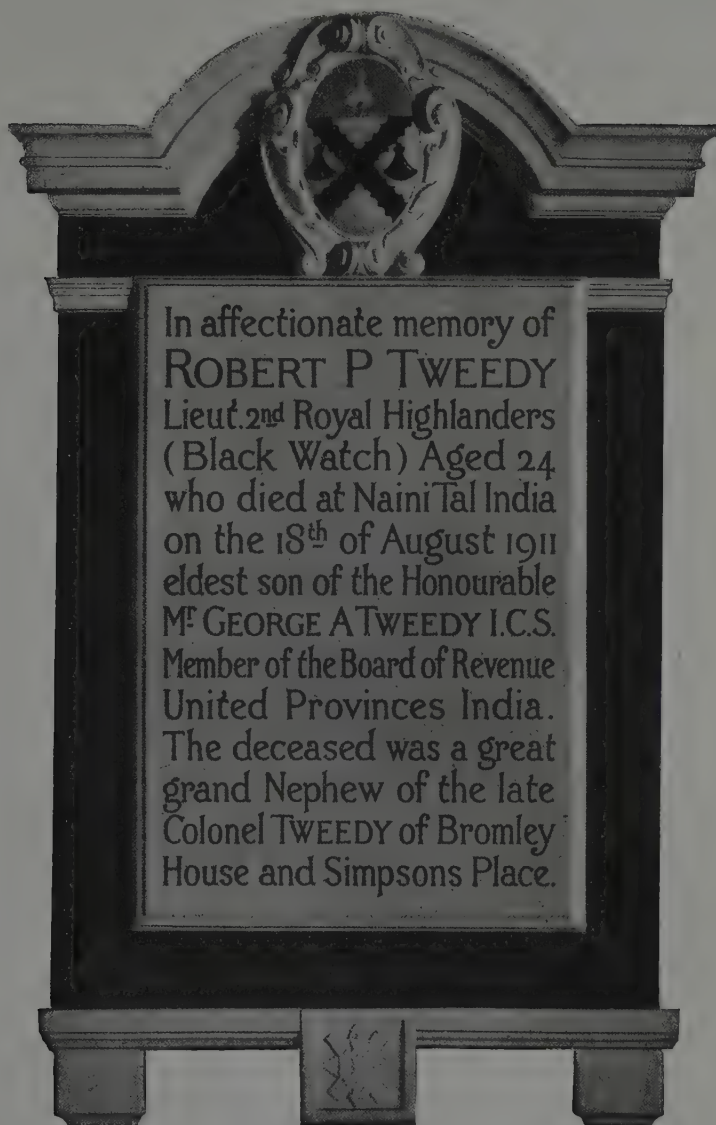 In affectionate memory of
ROBERT P TWEEDY
Lieut. 2nd Royal Highlanders
(Black Watch) Aged 24
who died at Naini Tal India
on the 18th of August 1911
eldest son of the Honourable
Mr GEORGE A TWEEDY I.C.S.
Member of the Board of Revenue
United Provinces India.
The deceased was a great
grand Nephew of the late
Colonel TWEEDY of Bromley
House and Simpsons Place.